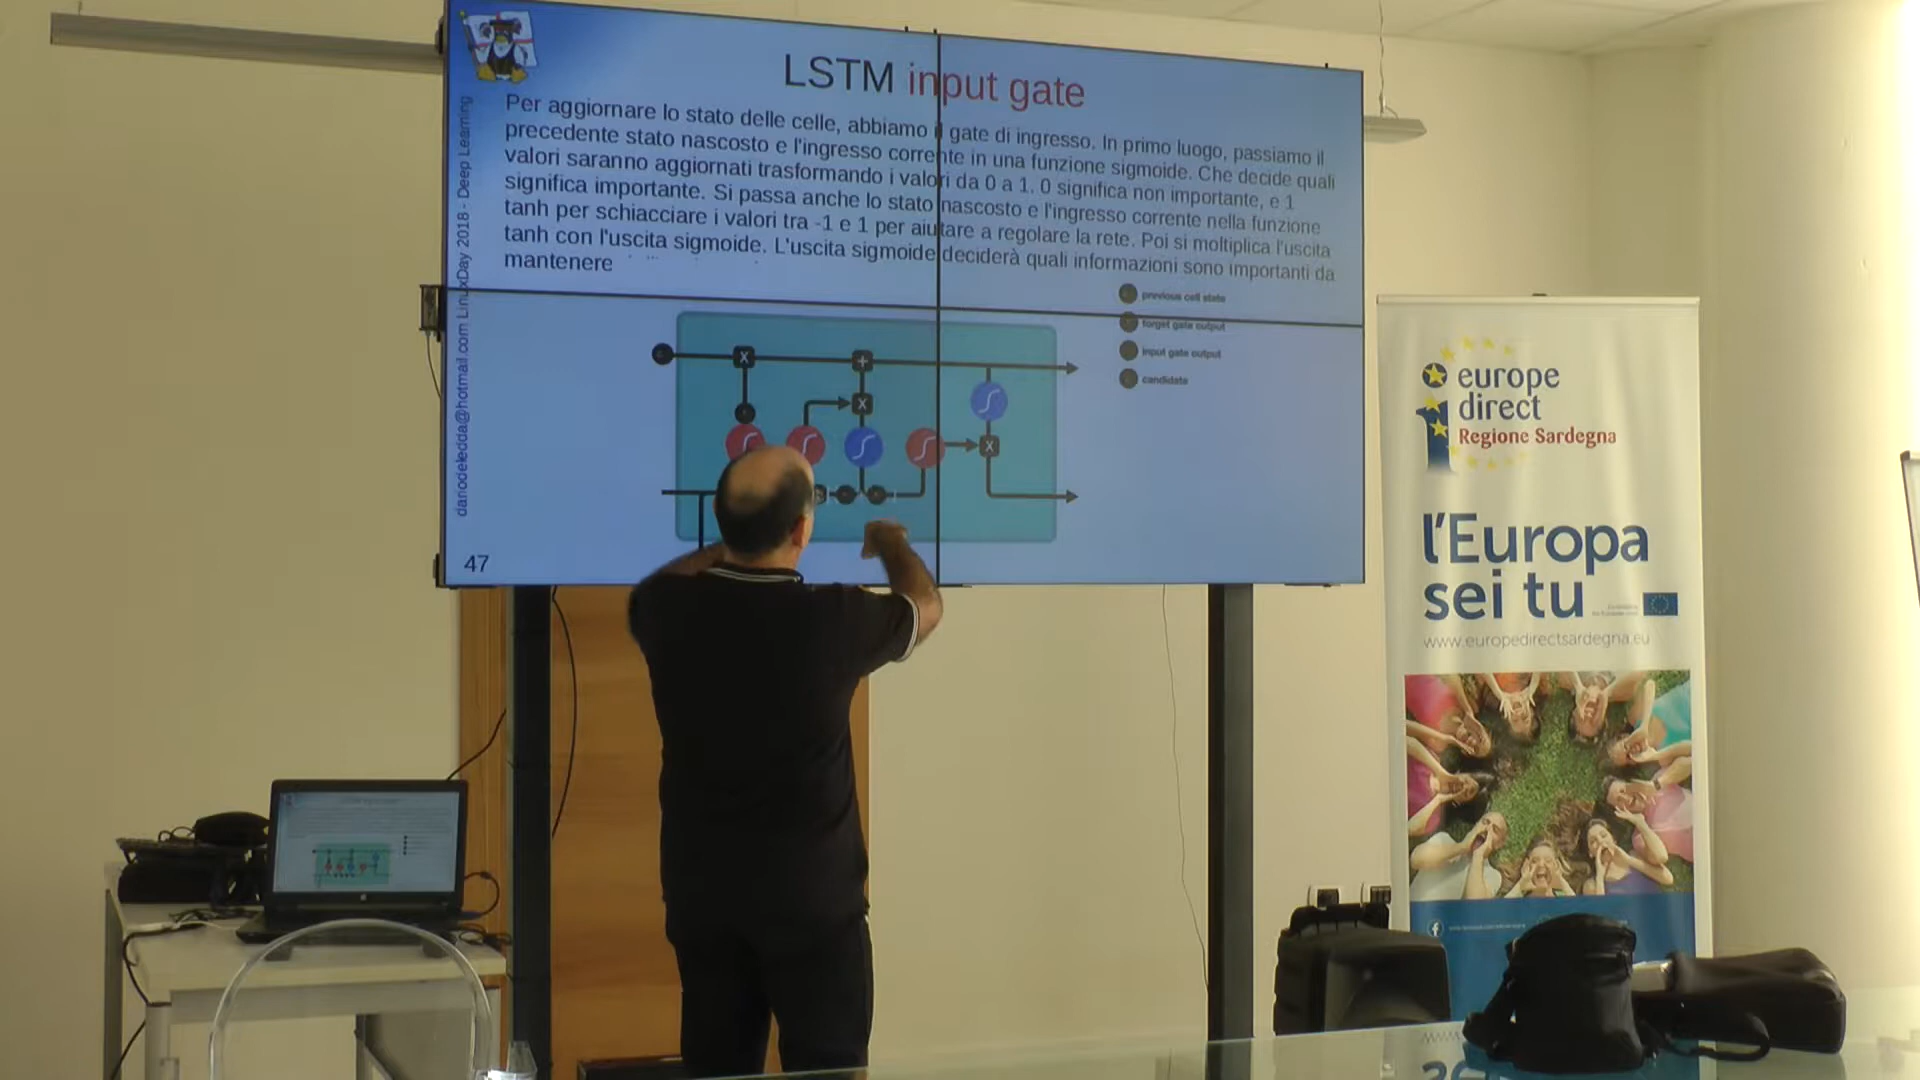 LSTM input gate
Per aggiornare lo stato delle celle, abbiamo il gate di ingresso. In primo luogo, passiamo il
precedente stato nascosto e l'ingresso corrente in una funzione sigmoide. Che decide quali
valori saranno aggiornati trasformando i valori da 0 a 1. 0 significa non importante, e 1
significa importante. Si passa anche lo stato nascosto e l'ingresso corrente nella funzione
tanh per schiacciare i valori tra -1 e 1 per aiutare a regolare la rete. Poi si moltiplica l'uscita
tanh con l'uscita sigmoide. L'uscita sigmoide deciderà quali informazioni sono importanti da
mantenere
dariodeledda@hotmail.com LinuxDay 2018 - Deep Learning
previous cell state
forget gate output
input gate output
candidate
X
+
X
X
47
europe
direct
Regione Sardegna
l'Europa
sei tu
www.europedirectsardegna.eu